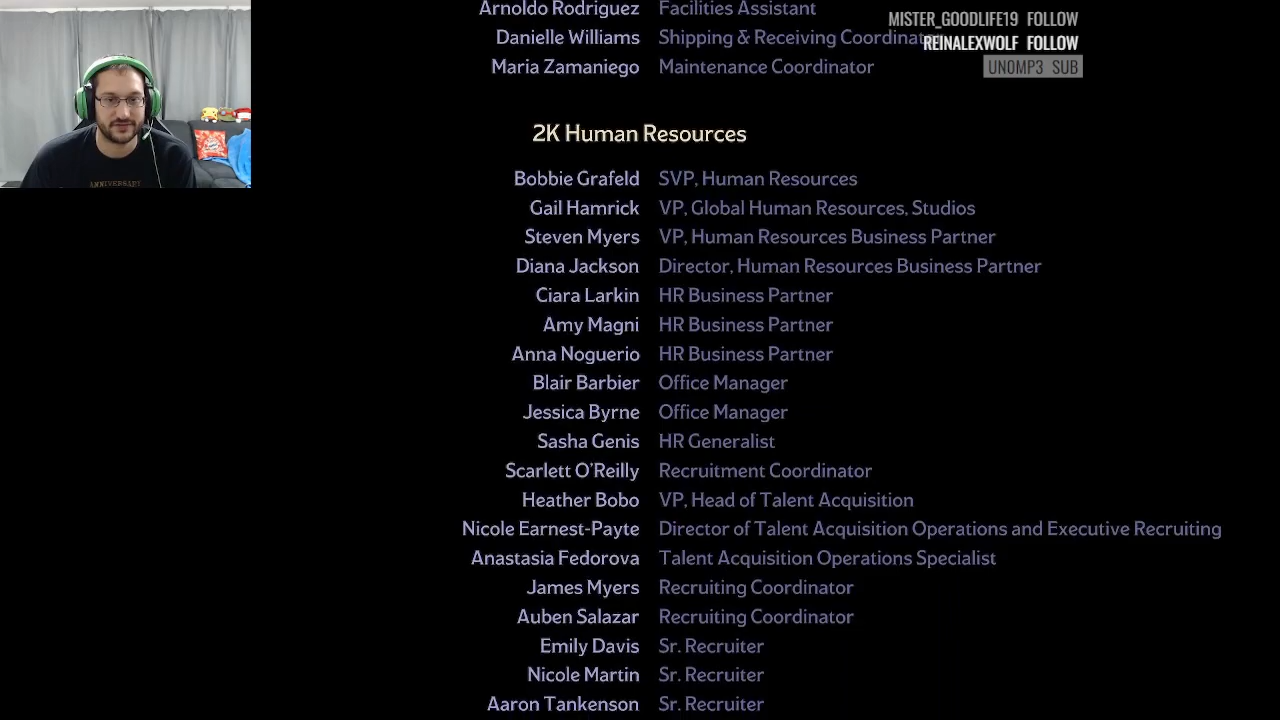 Arnoldo Rodriguez Facilities Assistant
MISTER_GOODLIFE19 FOLLOW
Danielle Williams Shipping & Receiving Coordinator
REINALEXWOLF FOLLOW
Maria Zamaniego Maintenance Coordinator
UNOMP3 SUB
2K Human Resources
Bobbie Grafeld SVP, Human Resources
ANNIVERSARY
Gail Hamrick VP, Global Human Resources, Studios
Steven Myers VP, Human Resources Business Partner
Diana Jackson Director, Human Resources Business Partner
Ciara Larkin HR Business Partner
Amy Magni HR Business Partner
Anna Noguerio HR Business Partner
Blair Barbier Office Manager
Jessica Byrne Office Manager
Sasha Genis HR Generalist
Scarlett O'Reilly Recruitment Coordinator
Heather Bobo VP, Head of Talent Acquisition
Nicole Earnest-Payte Director of Talent Acquisition Operations and Executive Recruiting
Anastasia Fedorova Talent Acquisition Operations Specialist
James Myers Recruiting Coordinator
Auben Salazar Recruiting Coordinator
Emily Davis Sr. Recruiter
Nicole Martin Sr. Recruiter
Aaron Tankenson Sr. Recruiter